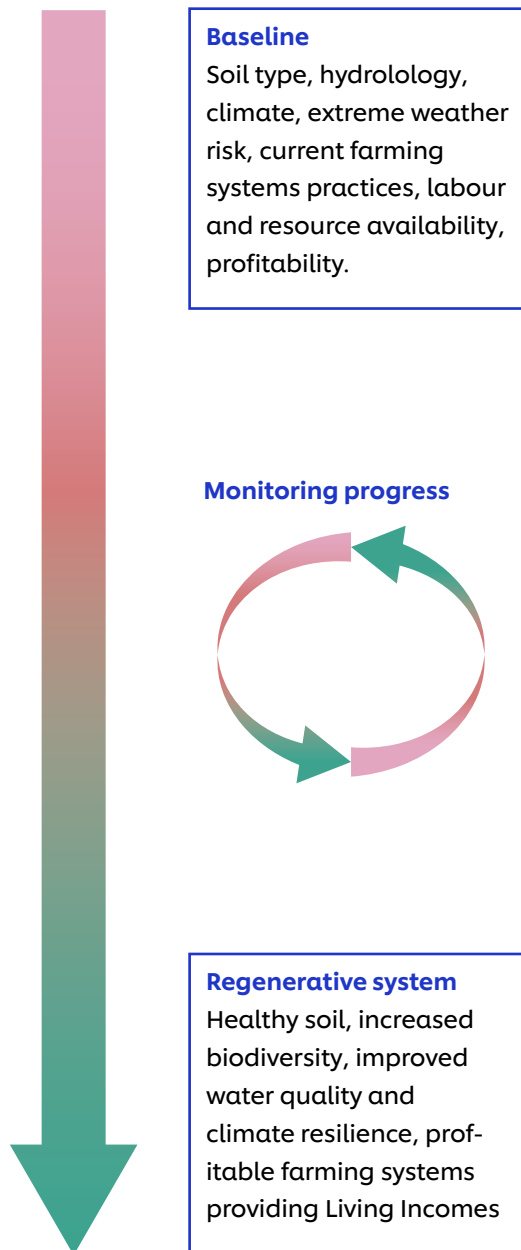 Baseline
Soil type, hydrolology,
climate, extreme weather
risk, current farming
systems practices, labour
and resource availability,
profitability.
Monitoring progress
Regenerative system
Healthy soil, increased
biodiversity, improved
water quality and
climate resilience, prof-
itable farming systems
providing Living Incomes